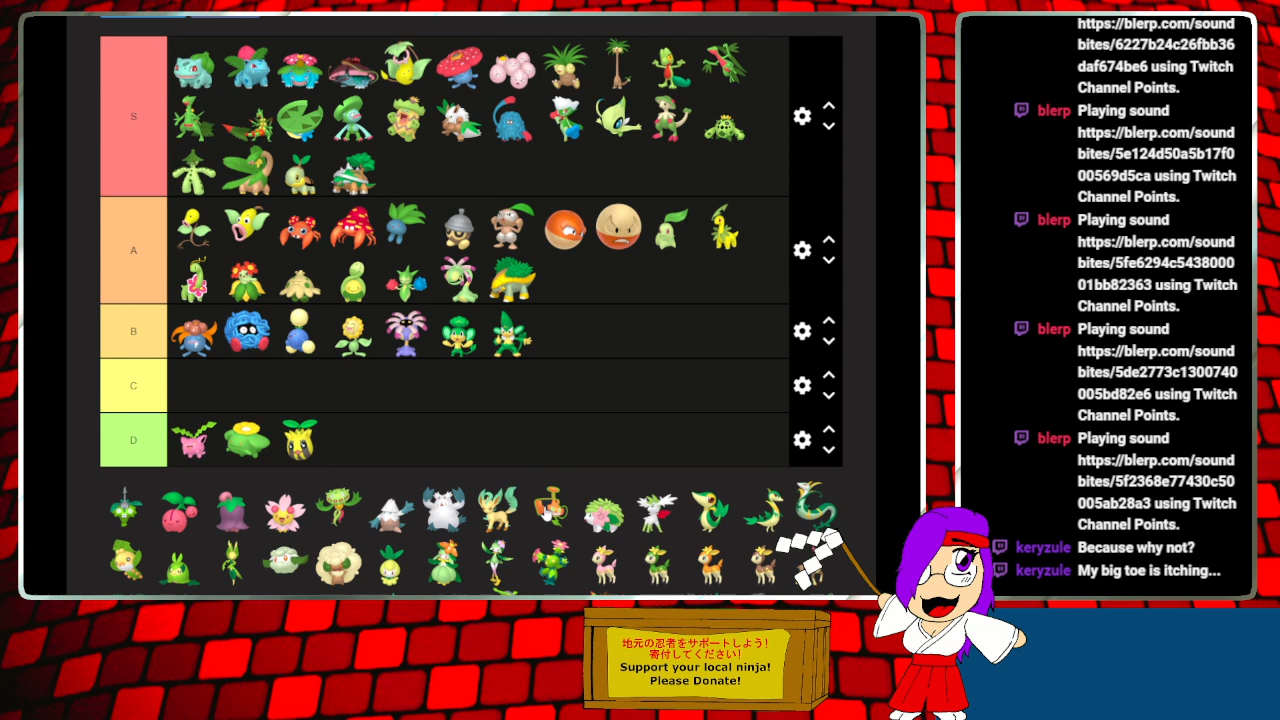 S
A
B
C
D
https://blerp.com/sound
bites/6227b24c26fbb36
daf674be6 using Twitch
Channel Points.
blerp Playing sound
https://blerp.com/sound
bites/5e124d50a5b17f0
00569d5ca using Twitch
Channel Points.
blerp Playing sound
https://blerp.com/sound
bites/5fe6294c5438000
01bb82363 using Twitch
Channel Points.
blerp Playing sound
https://blerp.com/sound
bites/5de2773c1300740
005bd82e6 using Twitch
Channel Points.
blerp Playing sound
https://blerp.com/sound
bites/5f2368e77430c50
005ab28a3 using Twitch
Channel Points.
keryzule Because why not?
keryzule My big toe is itching...
地元の忍者をサポートしよう!
寄付してください!
Support your local ninja!
Please Donate!